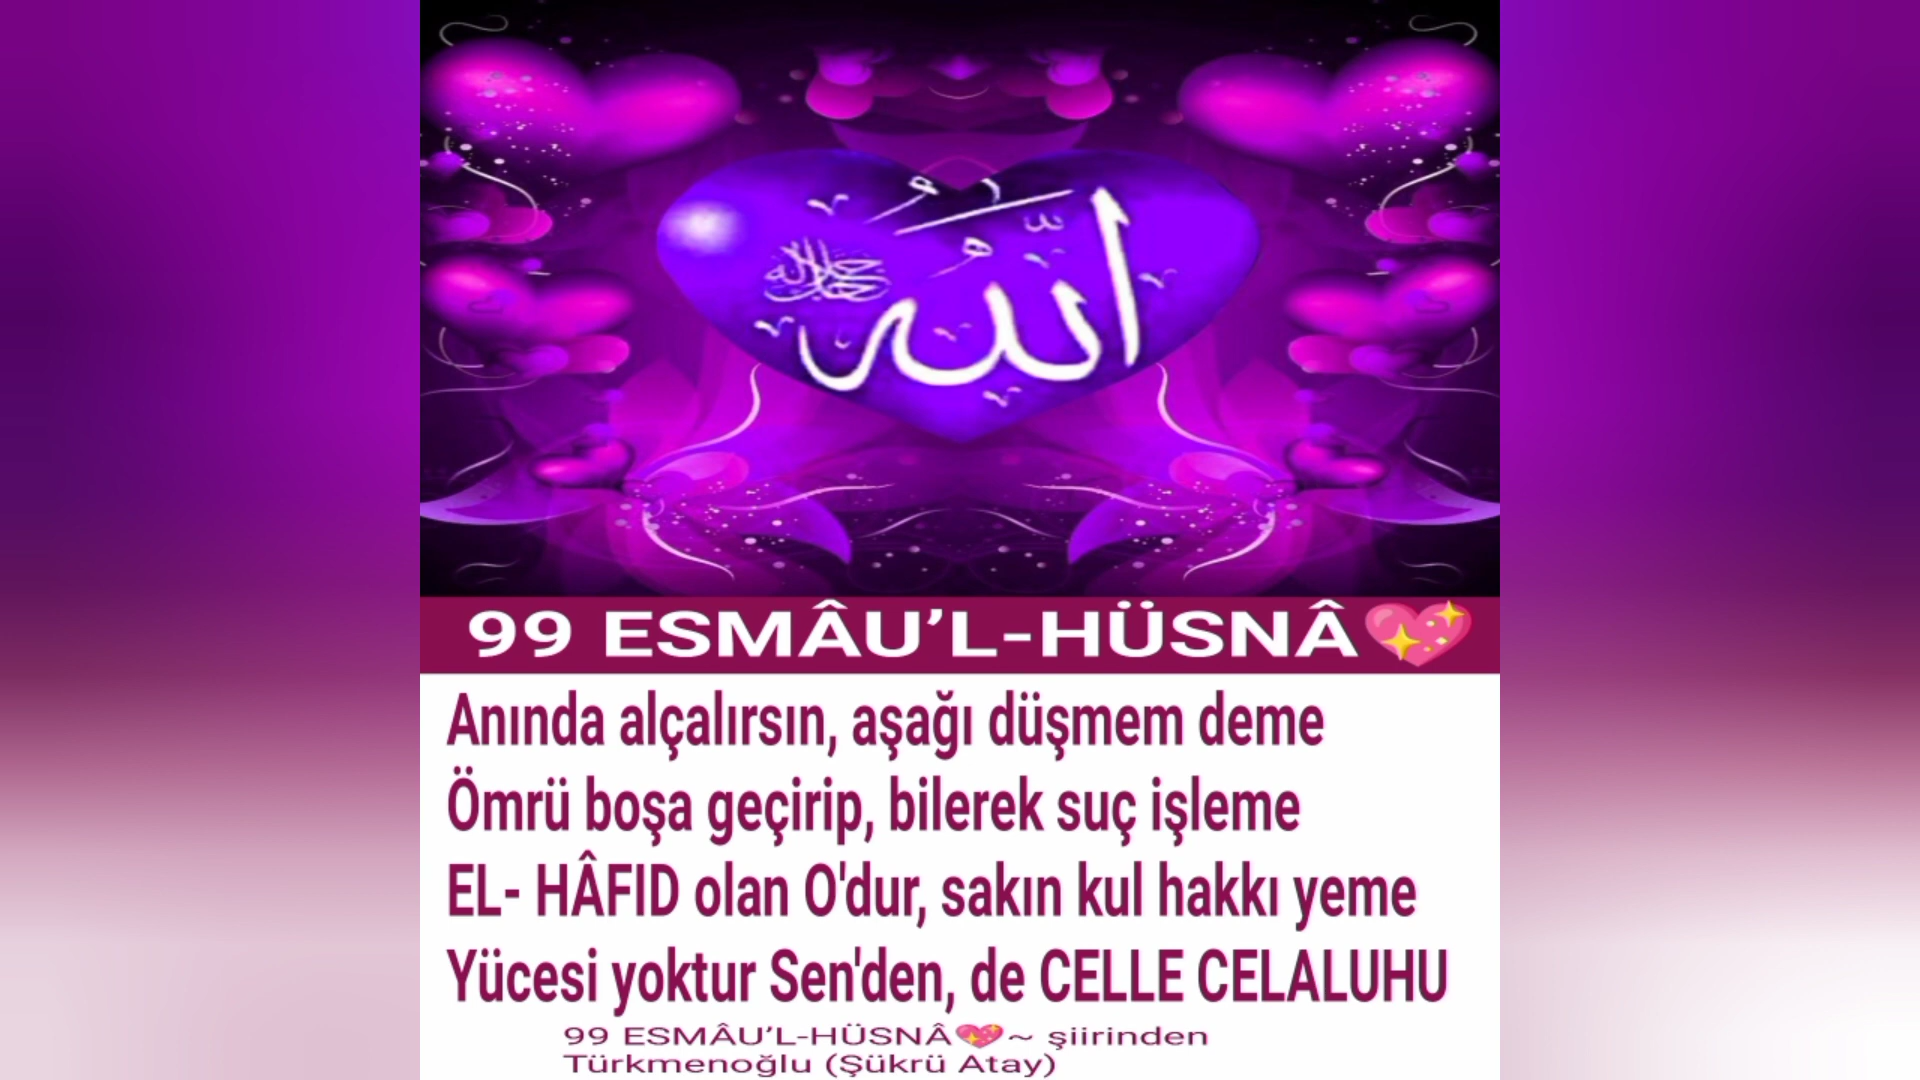 اللّٰهُ
جل جلاله
99 ESMÂU’L-HÜSNÂ💖
Anında alçalırsın, aşağı düşmem deme
Ömrü boşa geçirip, bilerek suç işleme
EL- HÂFID olan O'dur, sakın kul hakkı yeme
Yücesi yoktur Sen'den, de CELLE CELALUHU
99 ESMÂU’L-HÜSNÂ💖~ şiirinden
Türkmenoğlu (Şükrü Atay)